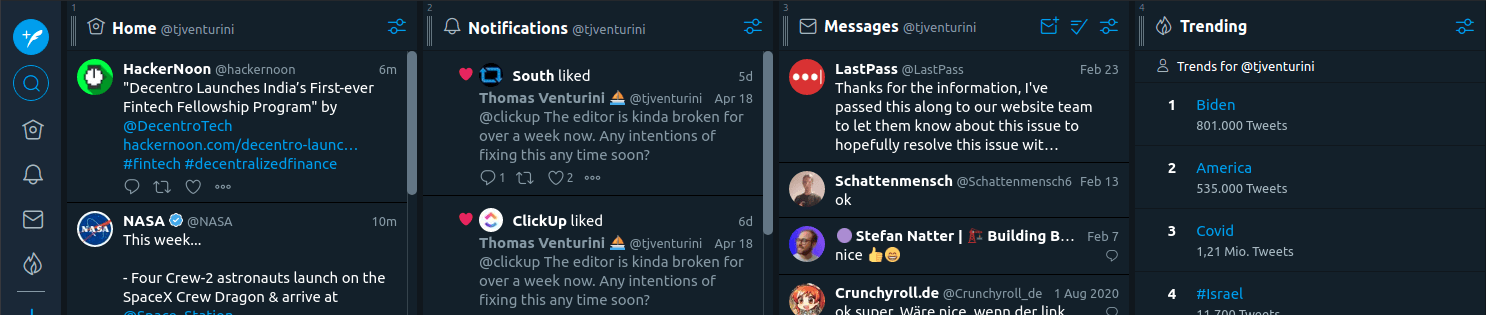 1
Home @tjventurini
HackerNoon @hackernoon 6m
"Decentro Launches India’s First-ever
Fintech Fellowship Program" by
@DecentroTech
hackernoon.com/decentro-launc…
#fintech #decentralizedfinance
NASA @NASA 10m
This week...
- Four Crew-2 astronauts launch on the
SpaceX Crew Dragon & arrive at
@Space_Station
2
Notifications @tjventurini
South liked 5d
Thomas Venturini ⛵ @tjventurini Apr 18
@clickup The editor is kinda broken for
over a week now. Any intentions of
fixing this any time soon?
1 2
ClickUp liked 6d
Thomas Venturini ⛵ @tjventurini Apr 18
@clickup The editor is kinda broken for
over a week now. Any intentions of
fixing this any time soon?
3
Messages @tjventurini
LastPass @LastPass Feb 23
Thanks for the information, I've
passed this along to our website team
to let them know about this issue to
hopefully resolve this issue wit…
Schattenmensch @Schattenmensch6 Feb 13
ok
🟣 Stefan Natter | 🏗 Building B… Feb 7
nice 👍😄
Crunchyroll.de @Crunchyroll_de 1 Aug 2020
ok super. Wäre nice, wenn der link
4
Trending
Trends for @tjventurini
1 Biden
801.000 Tweets
2 America
535.000 Tweets
3 Covid
1,21 Mio. Tweets
4 #Israel
11.700 Tweets